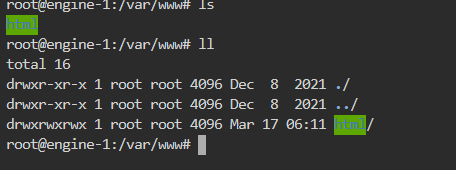 root@engine-1:/var/www# ls
html
root@engine-1:/var/www# ll
total 16
drwxr-xr-x 1 root root 4096 Dec  8  2021 ./
drwxr-xr-x 1 root root 4096 Dec  8  2021 ../
drwxrwxrwx 1 root root 4096 Mar 17 06:11 html/
root@engine-1:/var/www#